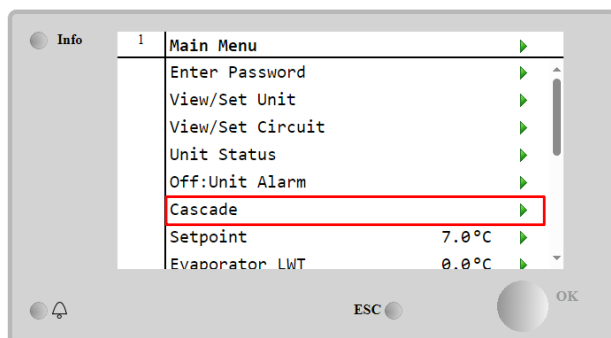 Info
1 Main Menu
Enter Password
View/Set Unit
View/Set Circuit
Unit Status
Off:Unit Alarm
Cascade
Setpoint 7.0°C
Evaporator LWT 0.0°C
OK
ESC